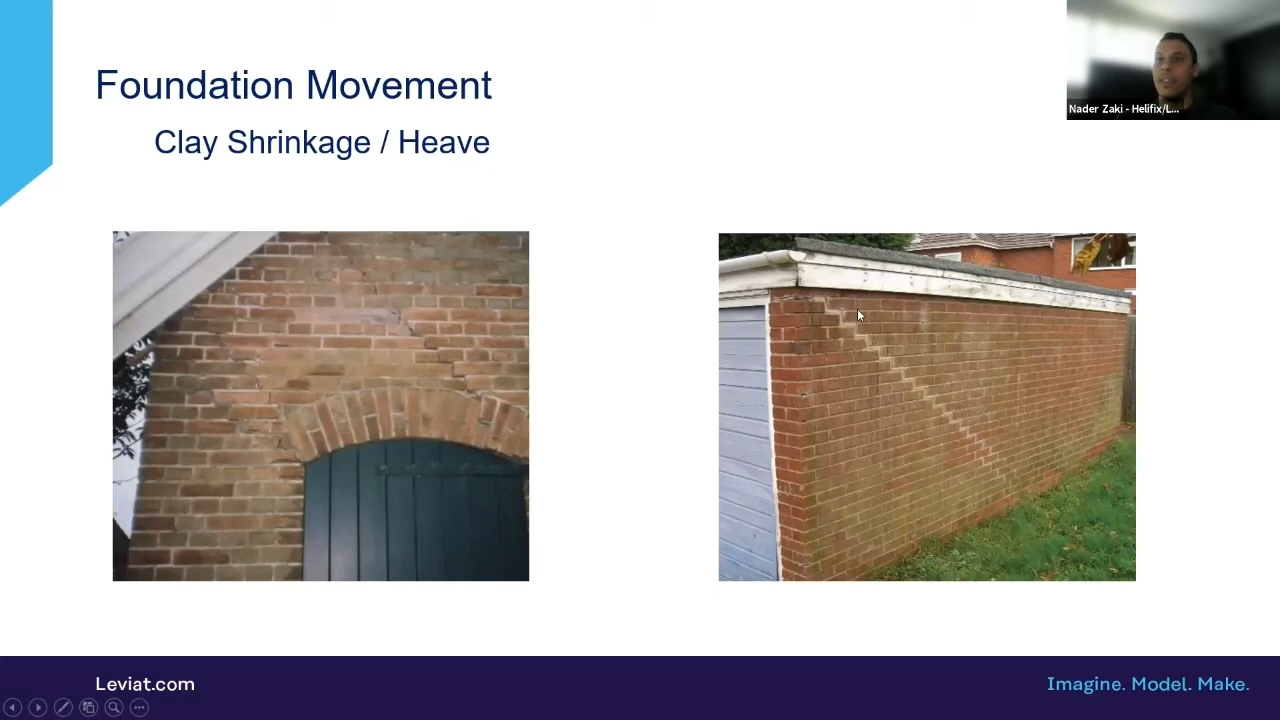 Foundation Movement
Clay Shrinkage / Heave
Nader Zaki - Helifix/L...
Leviat.com
Imagine. Model. Make.